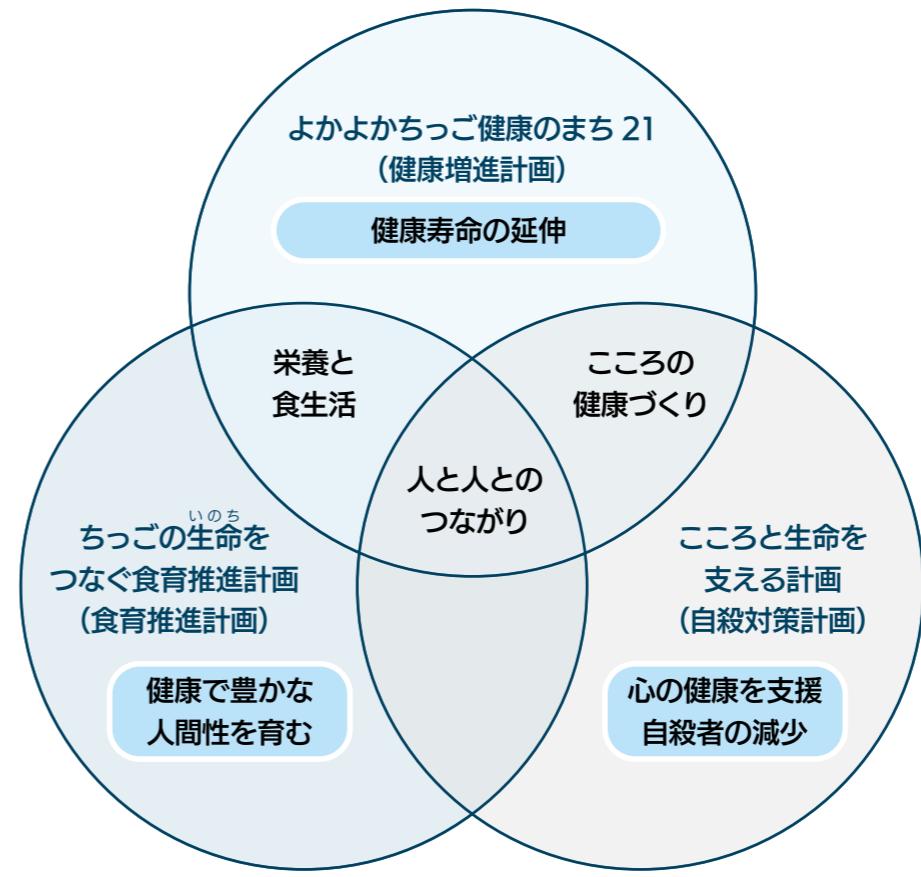 よかよかちっご健康のまち 21
（健康増進計画）
健康寿命の延伸
栄養と
食生活
こころの
健康づくり
人と人との
つながり
いのち
ちっごの生命を
つなぐ食育推進計画
（食育推進計画）
健康で豊かな
人間性を育む
こころと生命を
支える計画
（自殺対策計画）
心の健康を支援
自殺者の減少